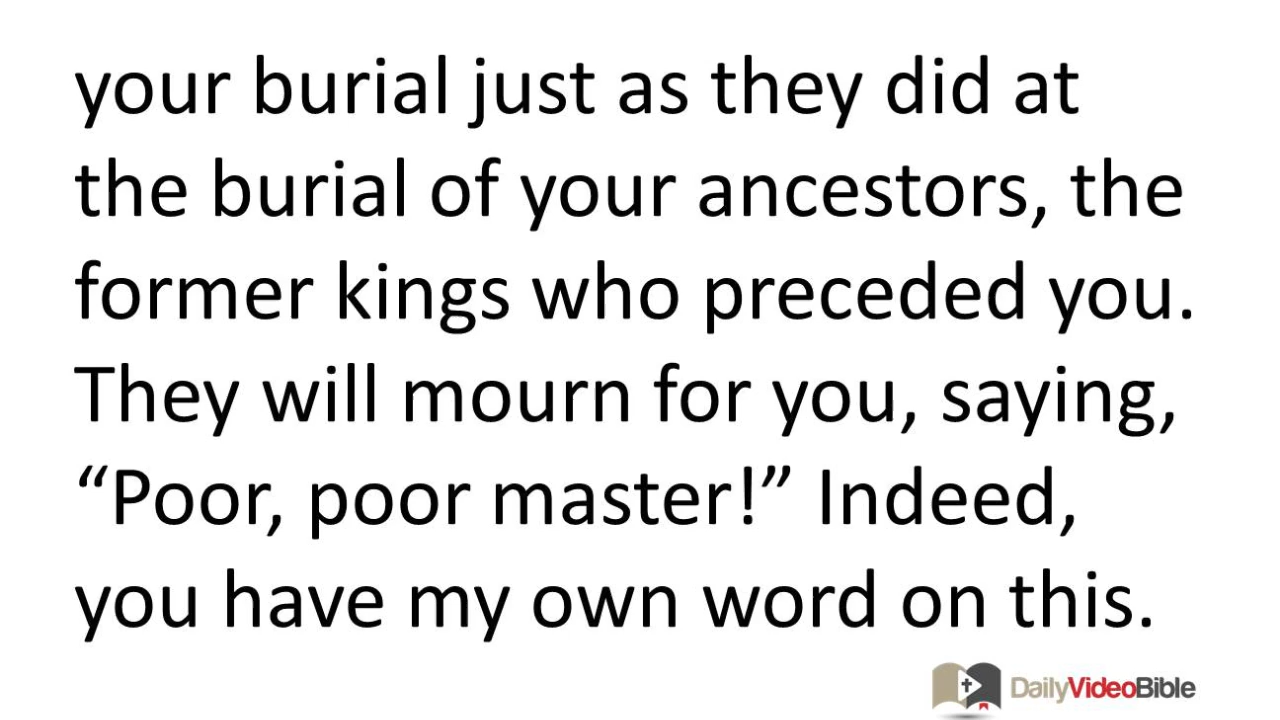 your burial just as they did at
the burial of your ancestors, the
former kings who preceded you.
They will mourn for you, saying,
“Poor, poor master!” Indeed,
you have my own word on this.
DailyVideoBible